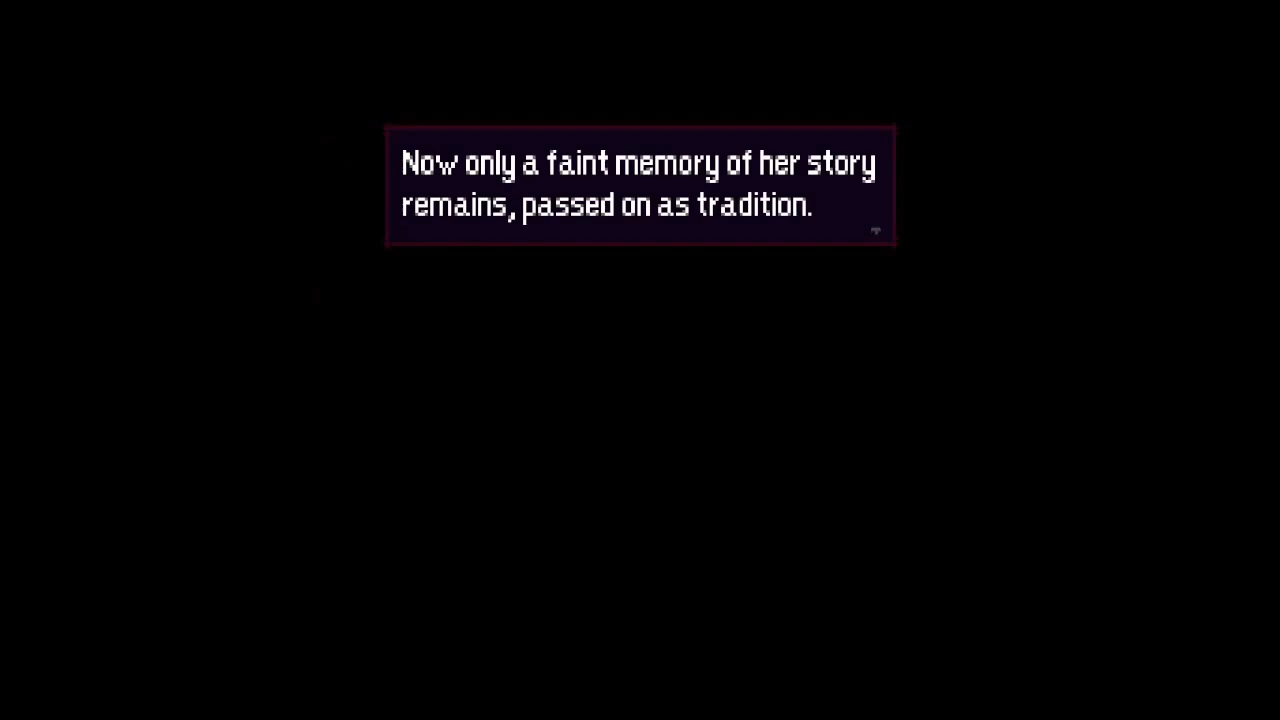 Now only a faint memory of her story
remains, passed on as tradition.